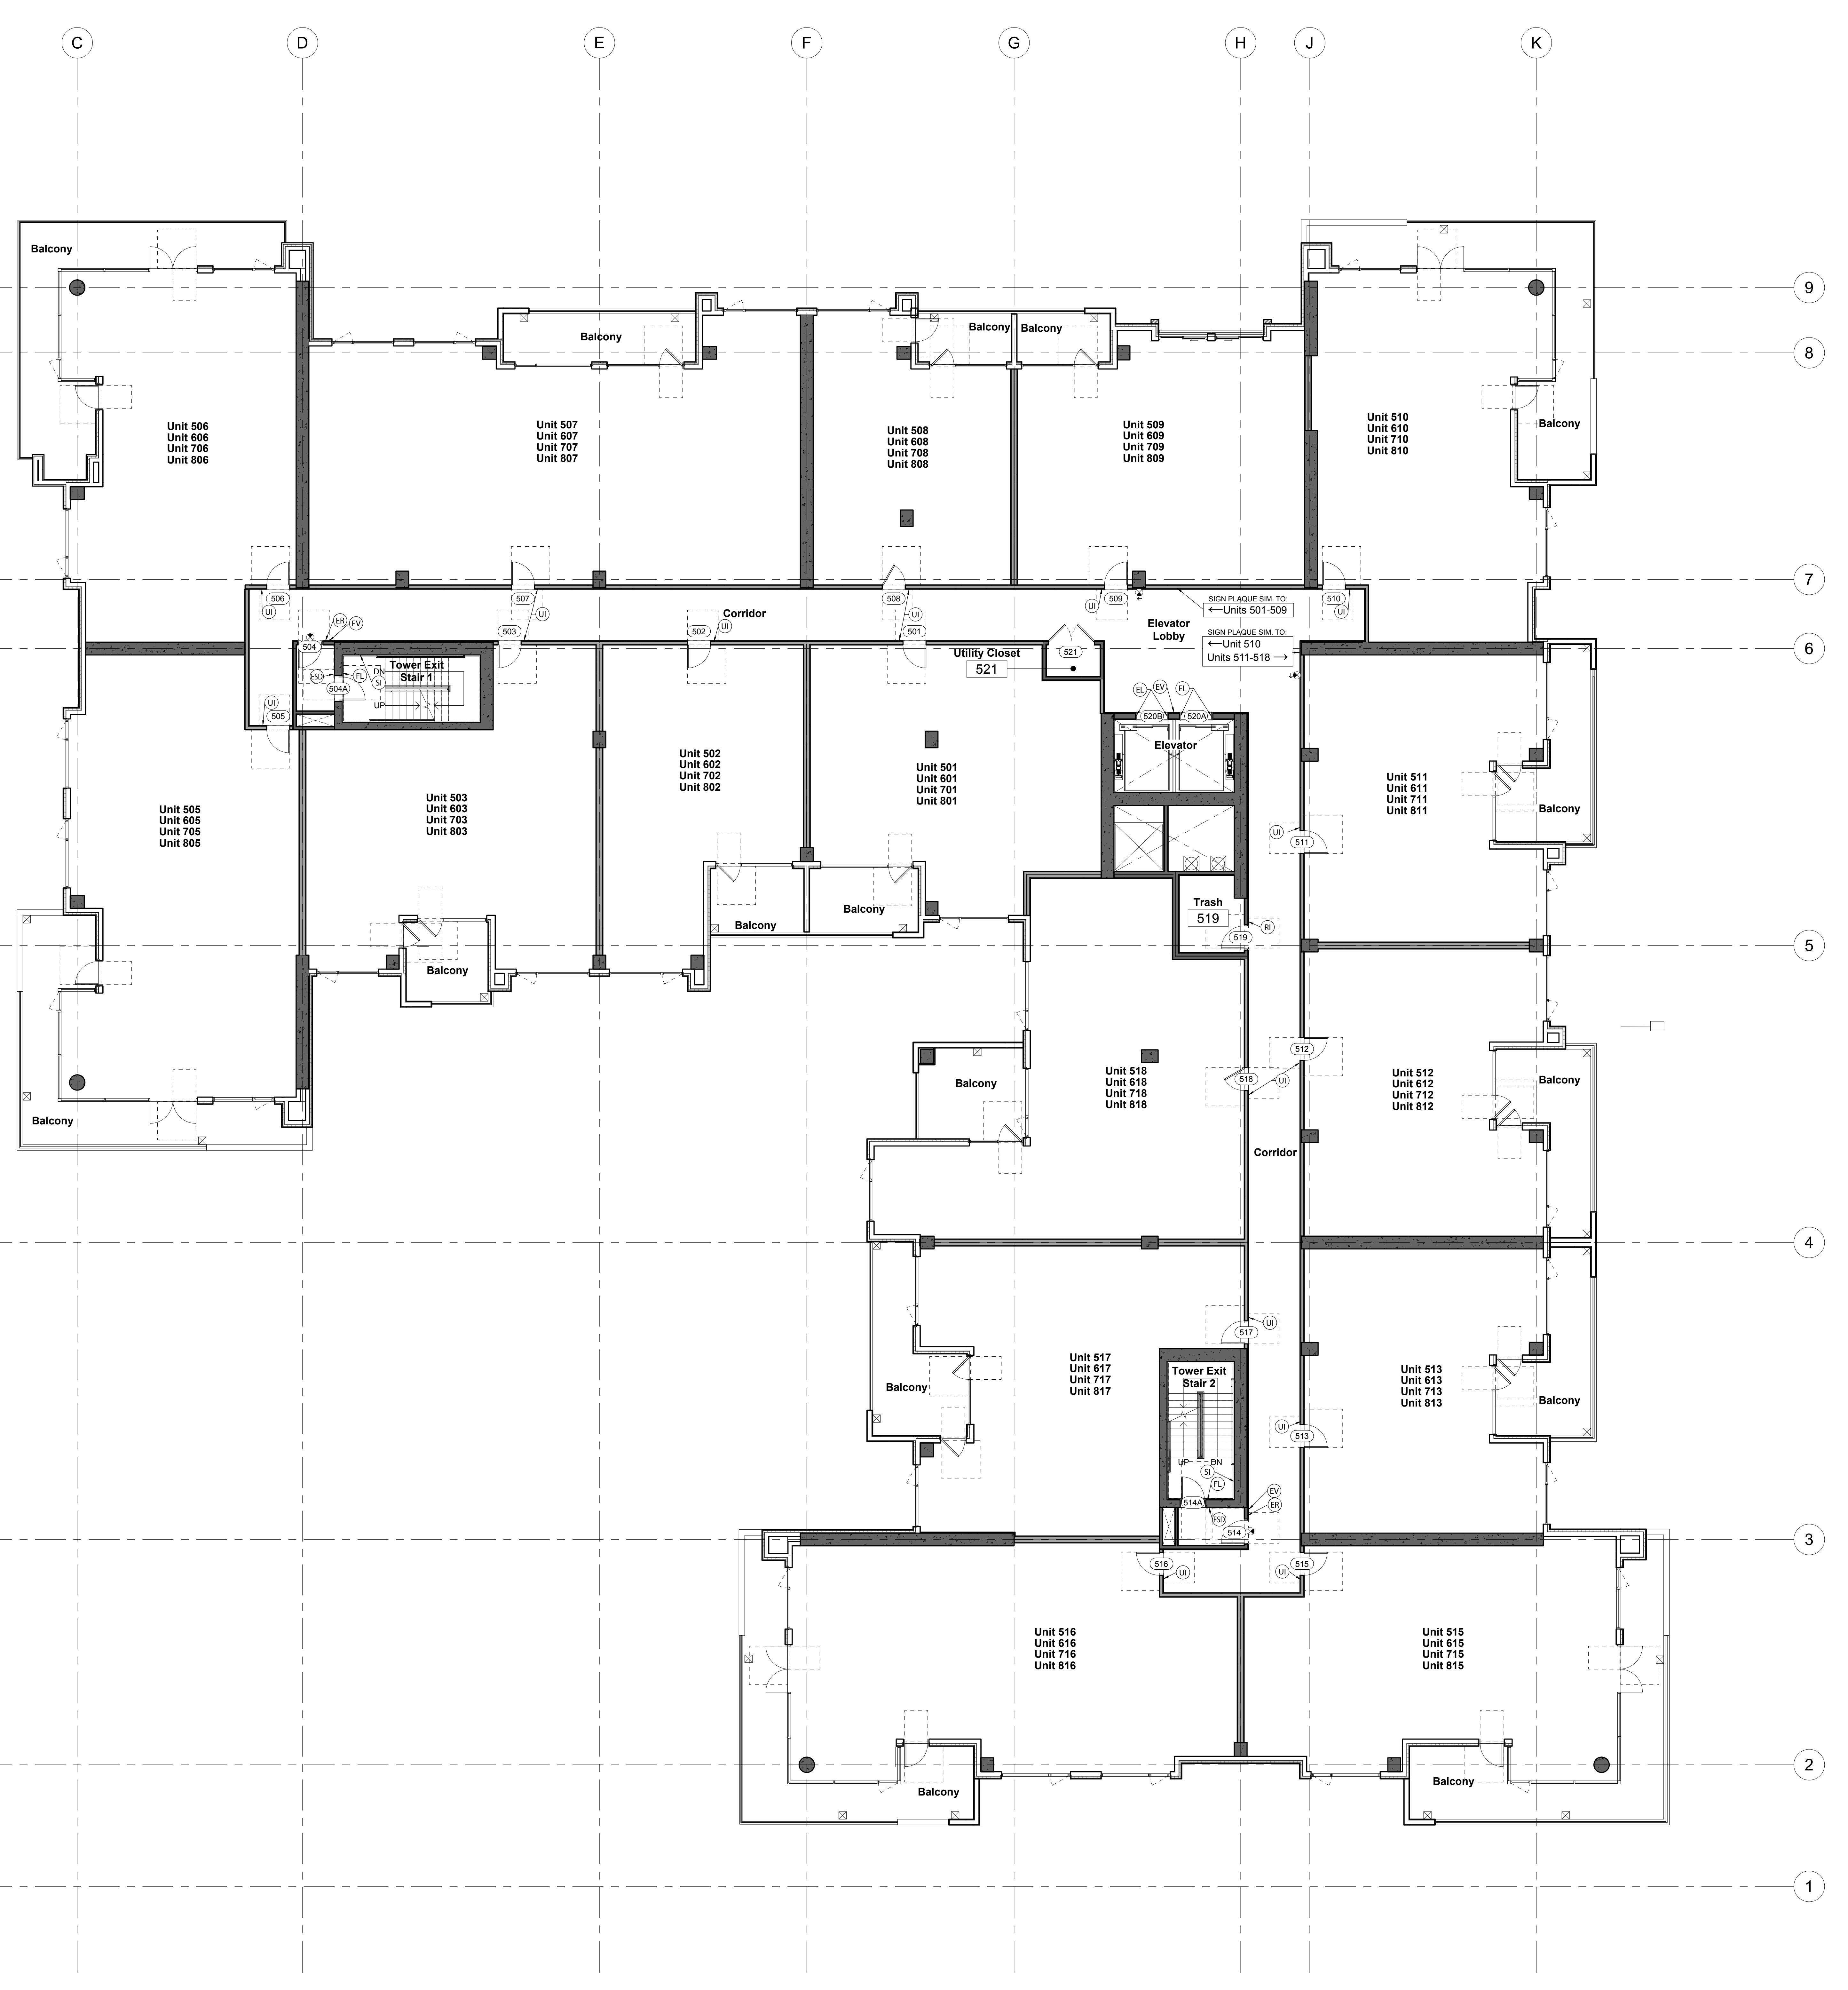 C
D
E
F
G
H
J
K
9
8
7
6
5
4
3
2
1
Balcony
Balcony
Balcony
Balcony
Unit 506
Unit 606
Unit 706
Unit 806
Unit 507
Unit 607
Unit 707
Unit 807
Unit 508
Unit 608
Unit 708
Unit 808
Unit 509
Unit 609
Unit 709
Unit 809
Unit 510
Unit 610
Unit 710
Unit 810
Balcony
506
507
508
509
510
UI
UI
UI
UI
UI
Corridor
Elevator
Lobby
SIGN PLAQUE SIM. TO:
←Units 501-509
SIGN PLAQUE SIM. TO:
←Unit 510
Units 511-518 →
ER
EV
504
503
502
UI
501
521
Utility Closet
521
Tower Exit
Stair 1
DN
UP
ESD
FL
SI
504A
UI
505
EL
EV
EL
520B
520A
Elevator
Unit 505
Unit 605
Unit 705
Unit 805
Unit 503
Unit 603
Unit 703
Unit 803
Unit 502
Unit 602
Unit 702
Unit 802
Unit 501
Unit 601
Unit 701
Unit 801
Unit 511
Unit 611
Unit 711
Unit 811
Balcony
UI
511
Balcony
Balcony
Balcony
Trash
519
519
RI
Balcony
Balcony
Unit 518
Unit 618
Unit 718
Unit 818
518
512
UI
Unit 512
Unit 612
Unit 712
Unit 812
Balcony
Corridor
517
UI
Unit 517
Unit 617
Unit 717
Unit 817
Balcony
Tower Exit
Stair 2
UP
DN
SI
FL
EV
ER
514A
ESD
514
UI
513
Unit 513
Unit 613
Unit 713
Unit 813
Balcony
516
UI
UI
515
Unit 516
Unit 616
Unit 716
Unit 816
Unit 515
Unit 615
Unit 715
Unit 815
Balcony
Balcony